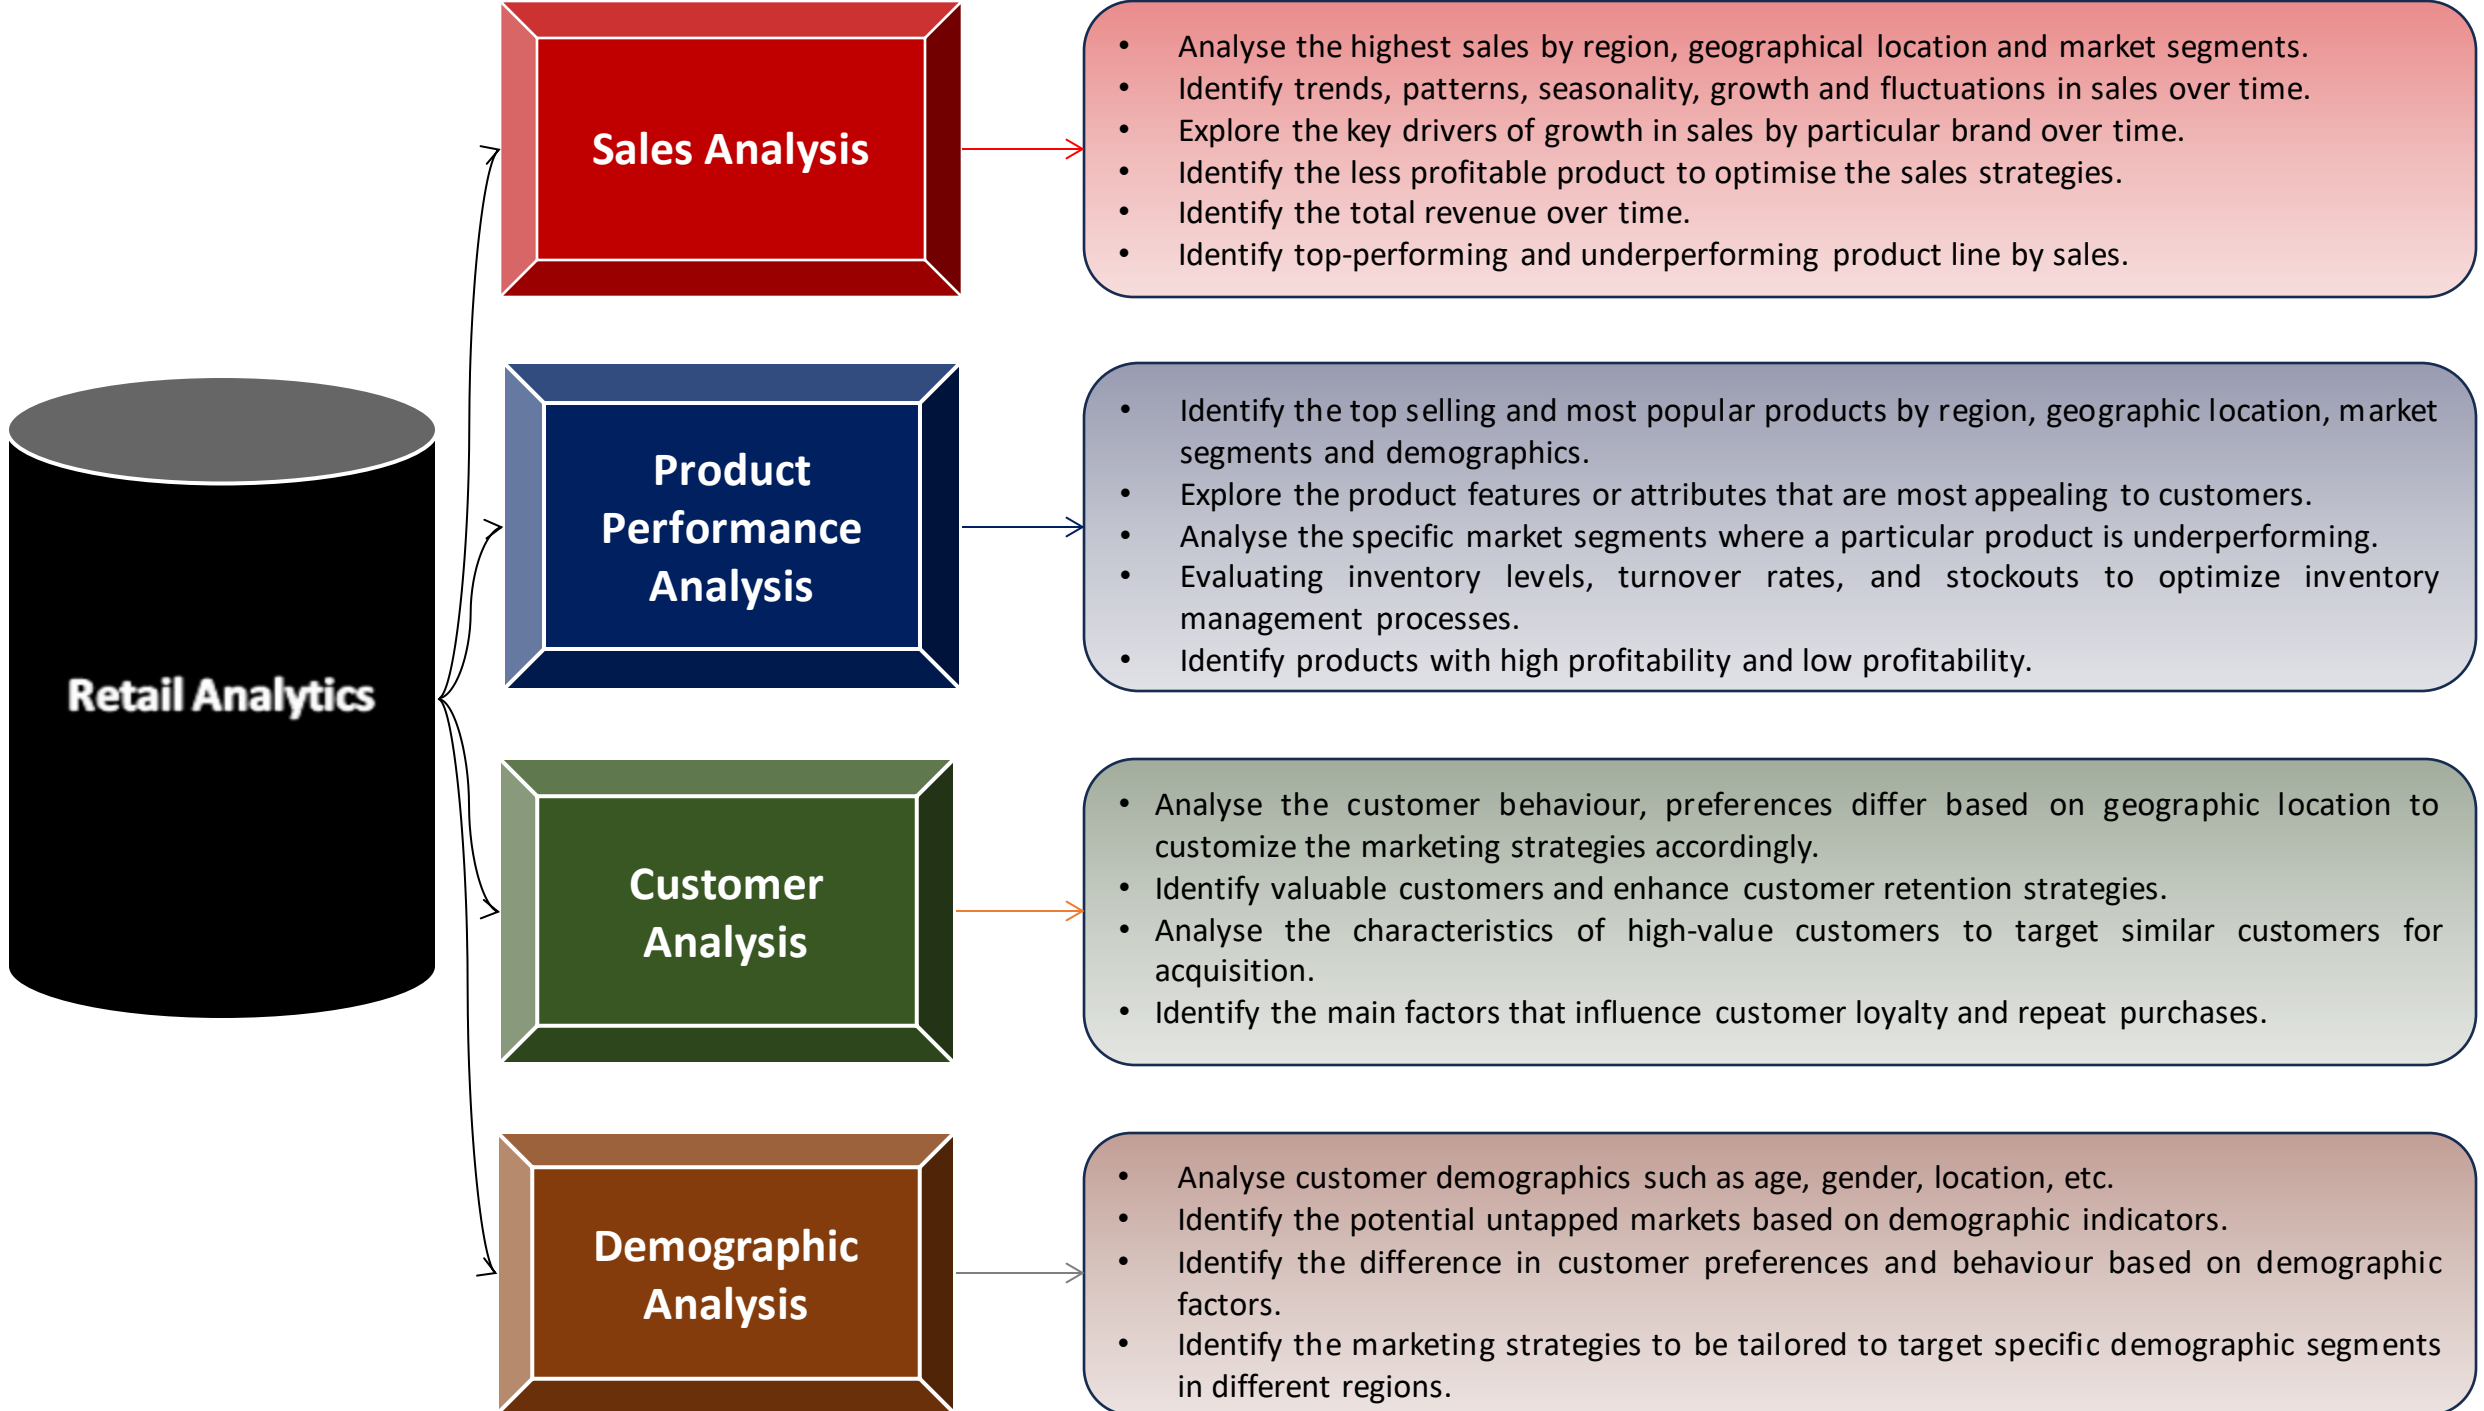 Sales Analysis
• Analyse the highest sales by region, geographical location and market segments.
• Identify trends, patterns, seasonality, growth and fluctuations in sales over time.
• Explore the key drivers of growth in sales by particular brand over time.
• Identify the less profitable product to optimise the sales strategies.
• Identify the total revenue over time.
• Identify top-performing and underperforming product line by sales.
Retail Analytics
Product
Performance
Analysis
• Identify the top selling and most popular products by region, geographic location, market
segments and demographics.
• Explore the product features or attributes that are most appealing to customers.
• Analyse the specific market segments where a particular product is underperforming.
• Evaluating inventory levels, turnover rates, and stockouts to optimize inventory
management processes.
• Identify products with high profitability and low profitability.
Customer
Analysis
• Analyse the customer behaviour, preferences differ based on geographic location to
customize the marketing strategies accordingly.
• Identify valuable customers and enhance customer retention strategies.
• Analyse the characteristics of high-value customers to target similar customers for
acquisition.
• Identify the main factors that influence customer loyalty and repeat purchases.
Demographic
Analysis
• Analyse customer demographics such as age, gender, location, etc.
• Identify the potential untapped markets based on demographic indicators.
• Identify the difference in customer preferences and behaviour based on demographic
factors.
• Identify the marketing strategies to be tailored to target specific demographic segments
in different regions.